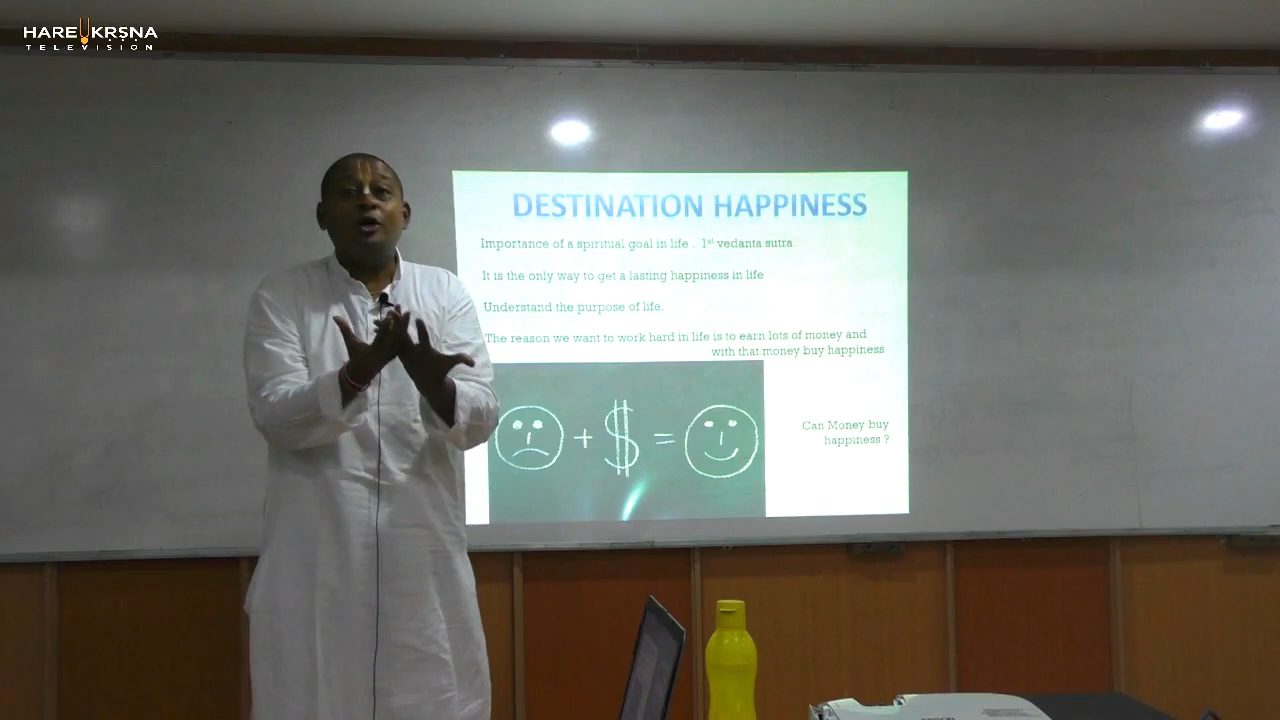 HARE KRSNA
TELEVISION
DESTINATION HAPPINESS
Importance of a spiritual goal in life . 1st vedanta sutra
It is the only way to get a lasting happiness in life
Understand the purpose of life.
The reason we want to work hard in life is to earn lots of money and
with that money buy happiness
+ $ =
Can Money buy
happiness ?
EPSON